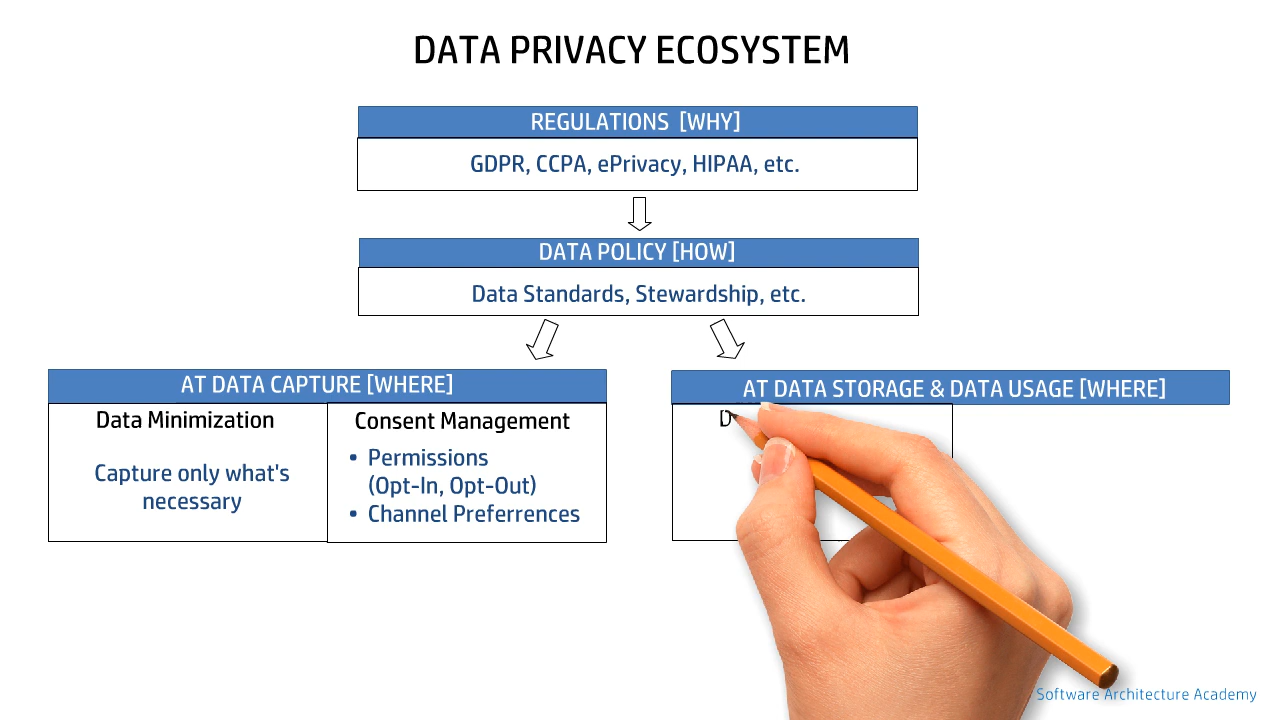 DATA PRIVACY ECOSYSTEM
REGULATIONS [WHY]
GDPR, CCPA, ePrivacy, HIPAA, etc.
DATA POLICY [HOW]
Data Standards, Stewardship, etc.
AT DATA CAPTURE [WHERE]
Data Minimization
Capture only what's
necessary
Consent Management
• Permissions
(Opt-In, Opt-Out)
• Channel Preferrences
AT DATA STORAGE & DATA USAGE [WHERE]
D
Software Architecture Academy